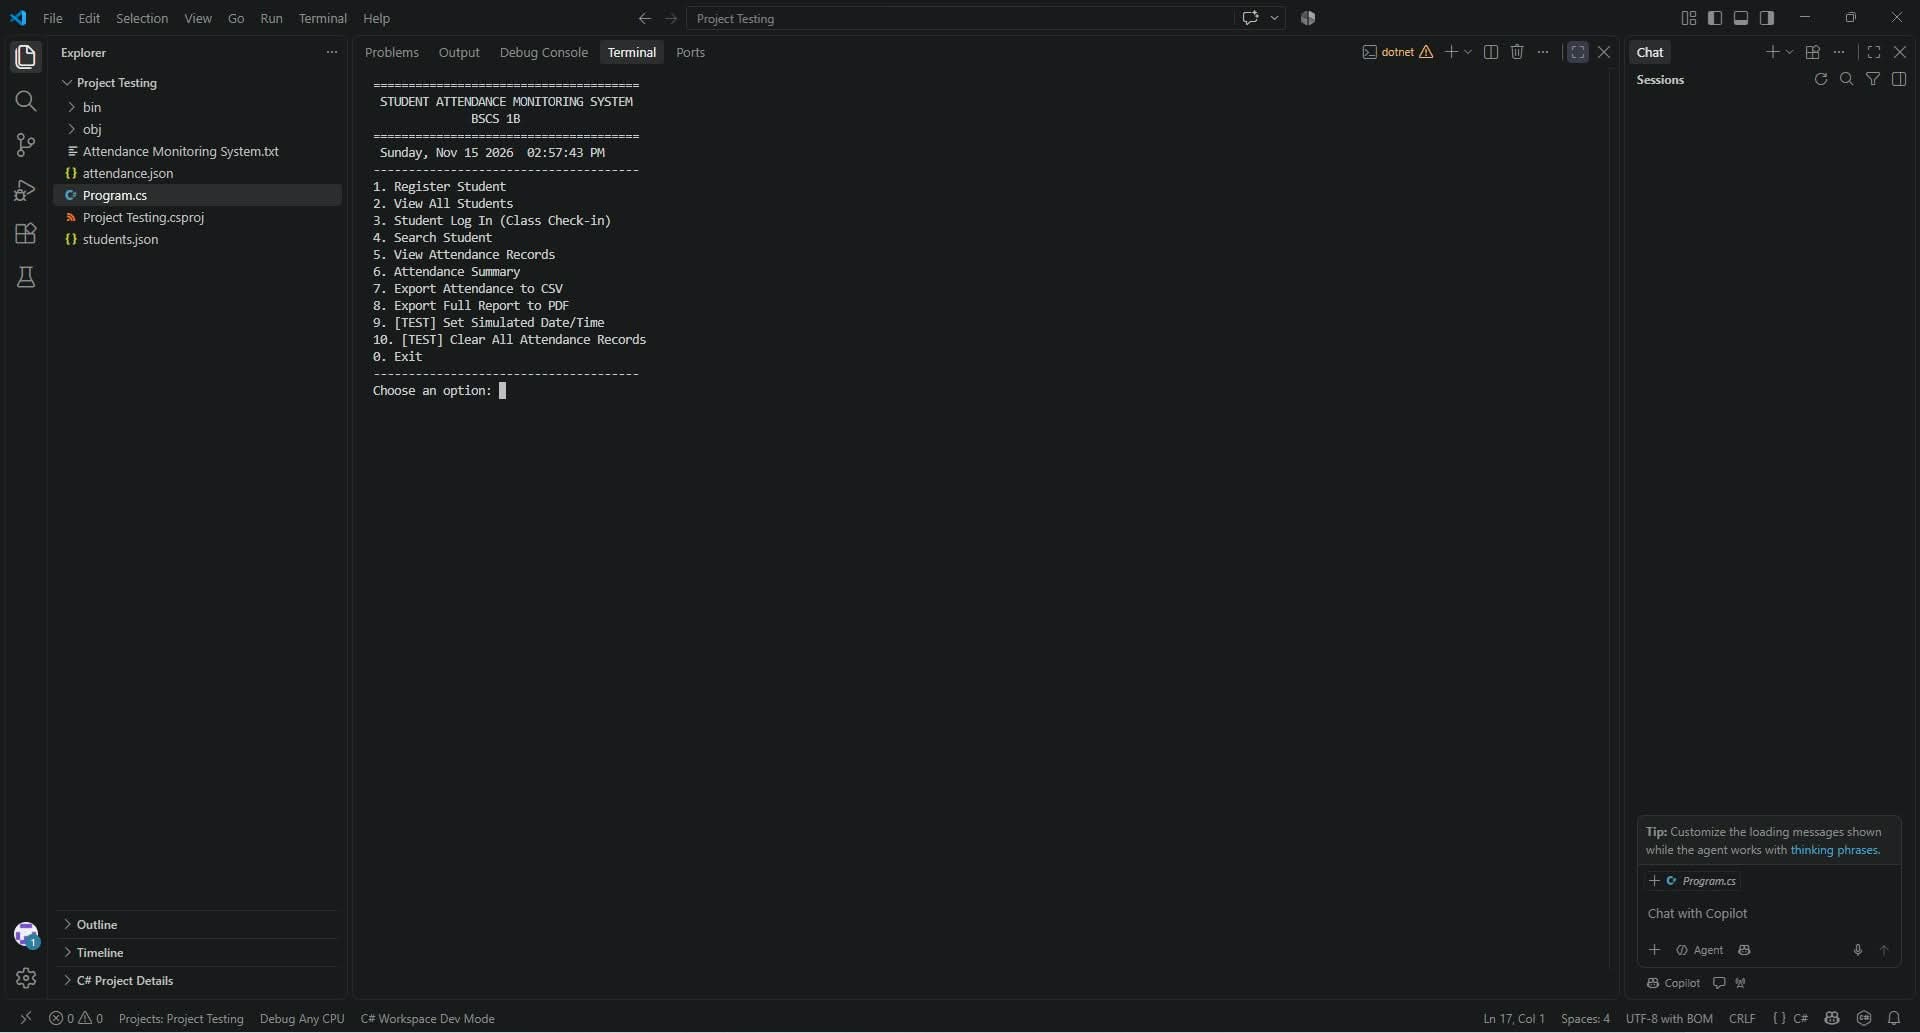 File Edit Selection View Go Run Terminal Help
Project Testing
Explorer
Project Testing
bin
obj
Attendance Monitoring System.txt
attendance.json
Program.cs
Project Testing.csproj
students.json
Outline
Timeline
C# Project Details
Problems Output Debug Console Terminal Ports
dotnet
======================================
STUDENT ATTENDANCE MONITORING SYSTEM
BSCS 1B
======================================
Sunday, Nov 15 2026 02:57:43 PM
--------------------------------------
1. Register Student
2. View All Students
3. Student Log In (Class Check-in)
4. Search Student
5. View Attendance Records
6. Attendance Summary
7. Export Attendance to CSV
8. Export Full Report to PDF
9. [TEST] Set Simulated Date/Time
10. [TEST] Clear All Attendance Records
0. Exit
--------------------------------------
Choose an option:
Chat
Sessions
Tip: Customize the loading messages shown
while the agent works with thinking phrases.
Program.cs
Chat with Copilot
Agent
Copilot
1
0 0 Projects: Project Testing Debug Any CPU C# Workspace Dev Mode
Ln 17, Col 1 Spaces: 4 UTF-8 with BOM CRLF {} C#